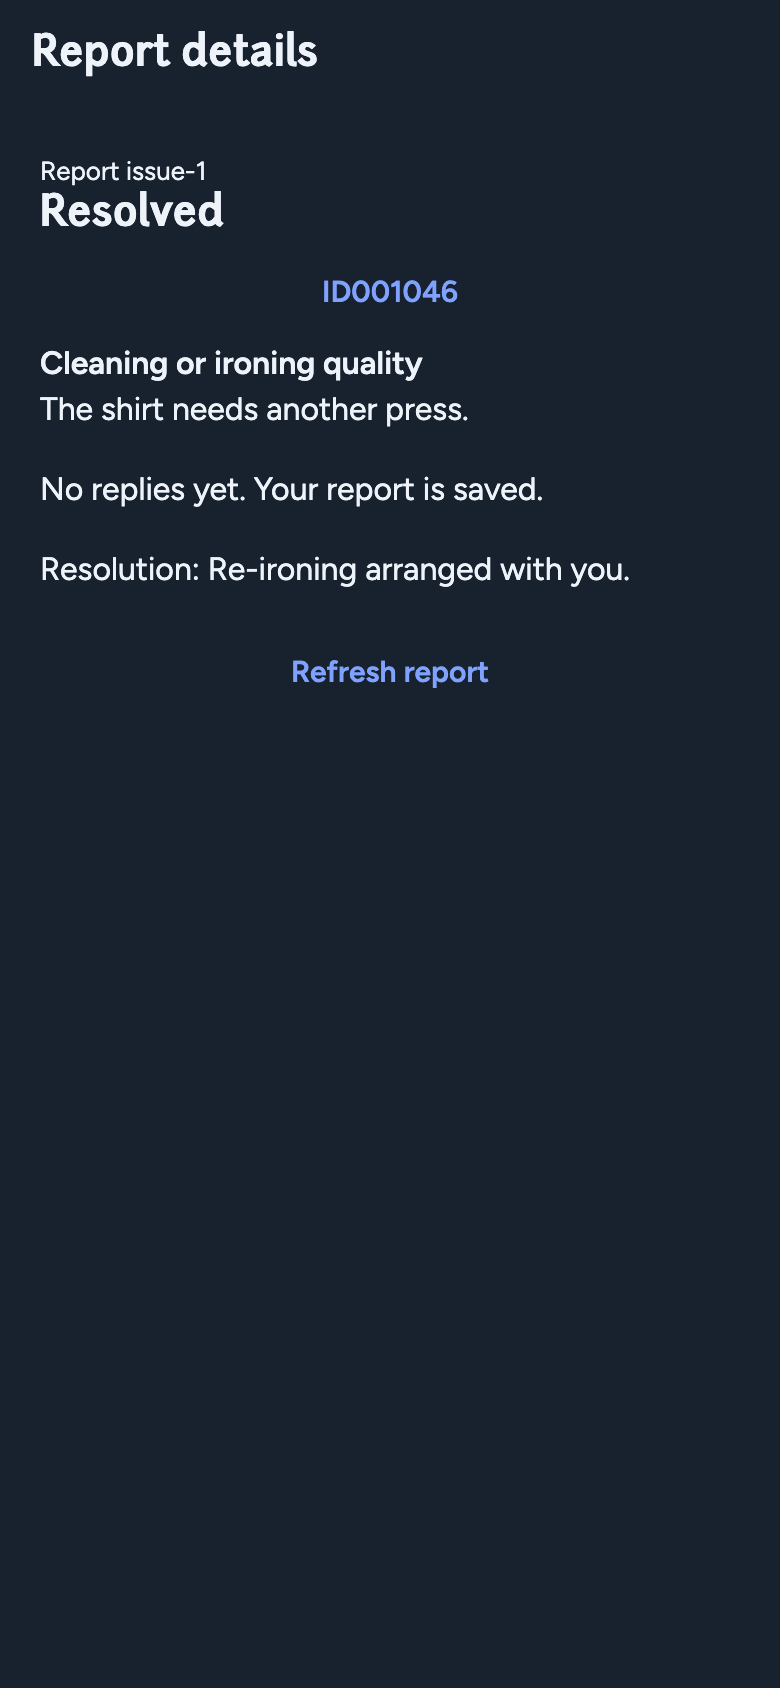 Report details
Report issue-1
Resolved
ID001046
Cleaning or ironing quality
The shirt needs another press.
No replies yet. Your report is saved.
Resolution: Re-ironing arranged with you.
Refresh report